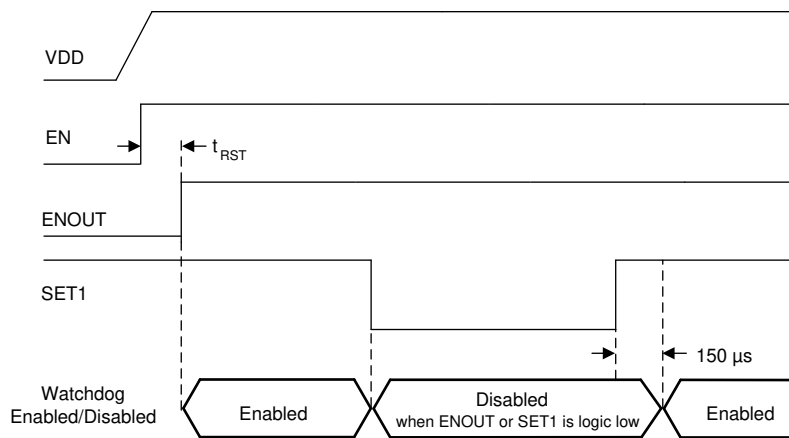 VDD
EN
tRST
ENOUT
SET1
150 µs
Watchdog
Enabled/Disabled
Enabled
Disabled
when ENOUT or SET1 is logic low
Enabled